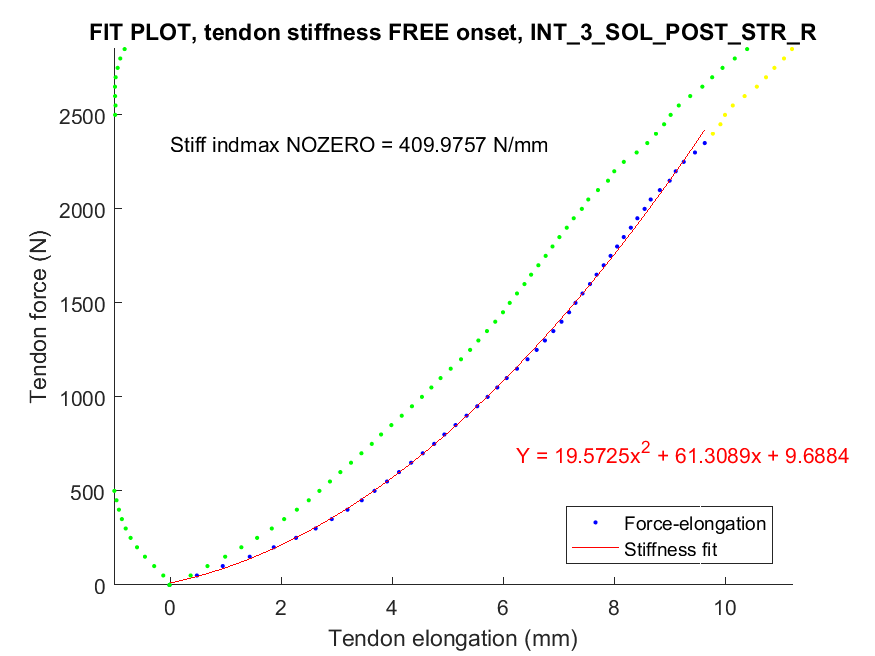 FIT PLOT, tendon stiffness FREE onset, INT_3_SOL_POST_STR_R
Stiff indmax NOZERO = 409.9757 N/mm
Tendon force (N)
2500
2000
1500
1000
500
0
Y = 19.5725x² + 61.3089x + 9.6884
Force-elongation
Stiffness fit
0 2 4 6 8 10
Tendon elongation (mm)